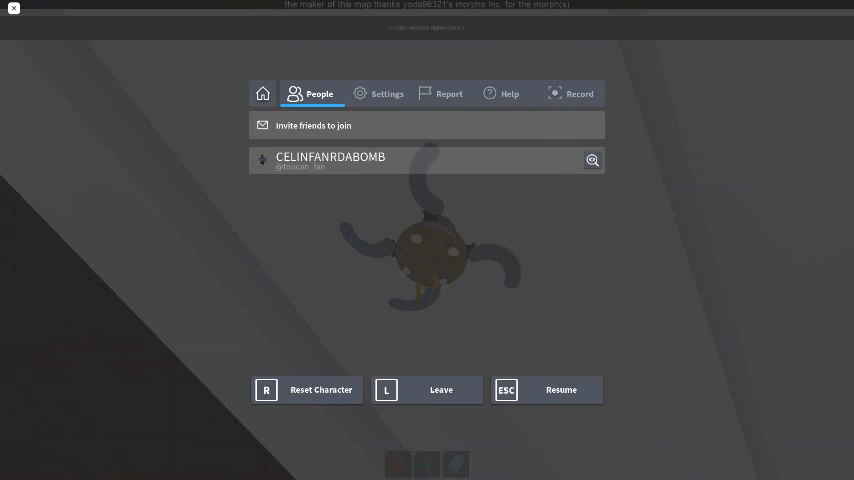 the maker of this map thanks yoda96321's morphs Inc. for the morph(s)
People
Settings
Report
Help
Record
Invite friends to join
CELINFANRDABOMB
@toucan_fan
R Reset Character
L Leave
ESC Resume